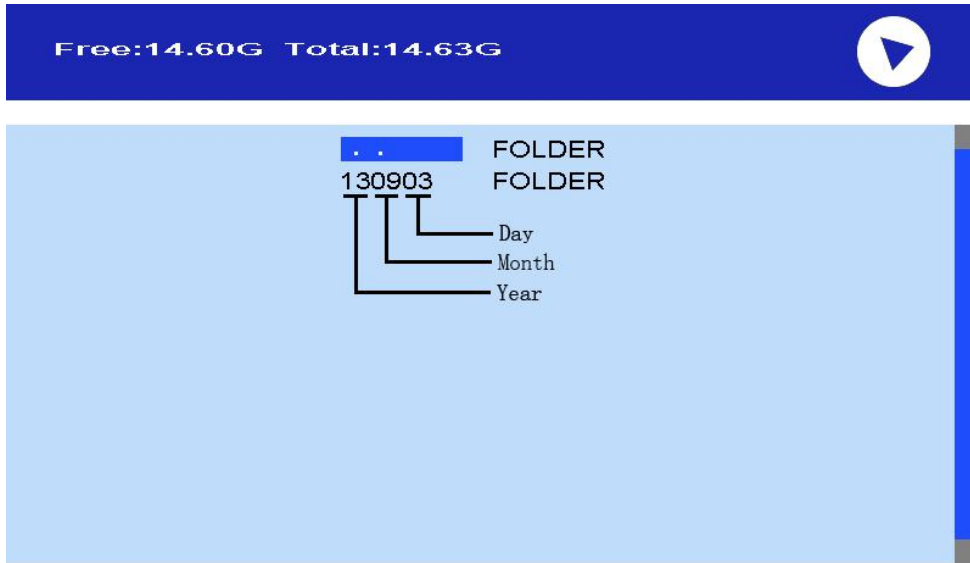 Free:14.60G Total:14.63G
. . FOLDER
130903 FOLDER
Day
Month
Year